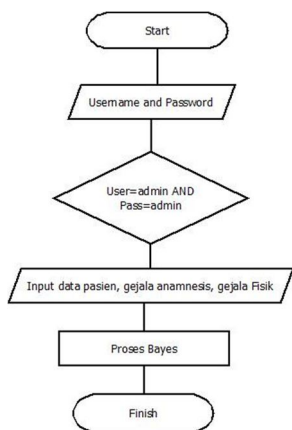 Start
Username and Password
User=admin AND
Pass=admin
Input data pasien, gejala anamnesis, gejala Fisik
Proses Bayes
Finish